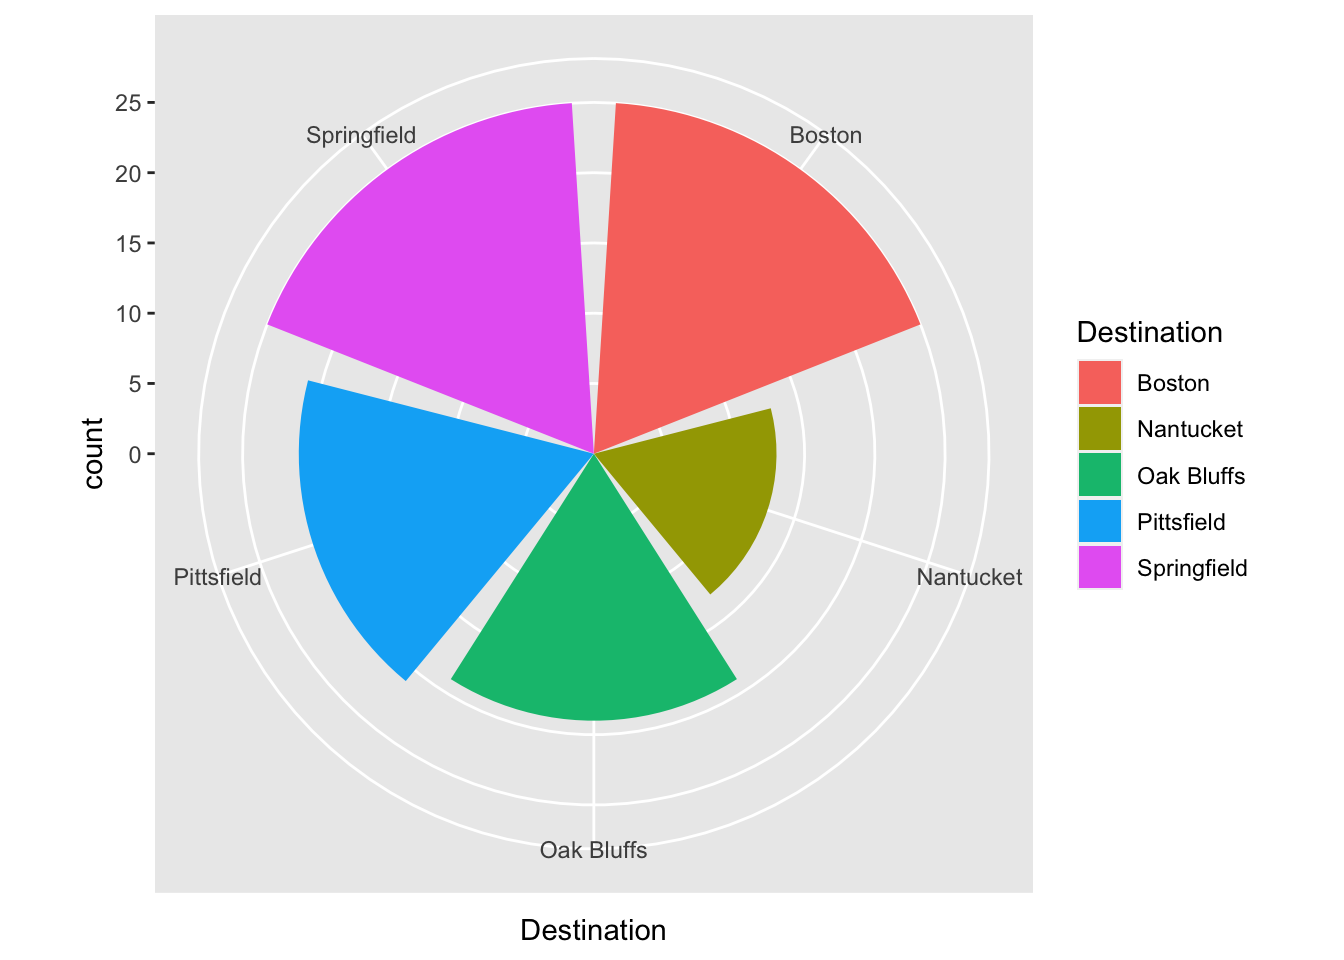 25
20
15
10
5
0
count
Springfield
Boston
Pittsfield
Nantucket
Oak Bluffs
Destination
Destination
Boston
Nantucket
Oak Bluffs
Pittsfield
Springfield